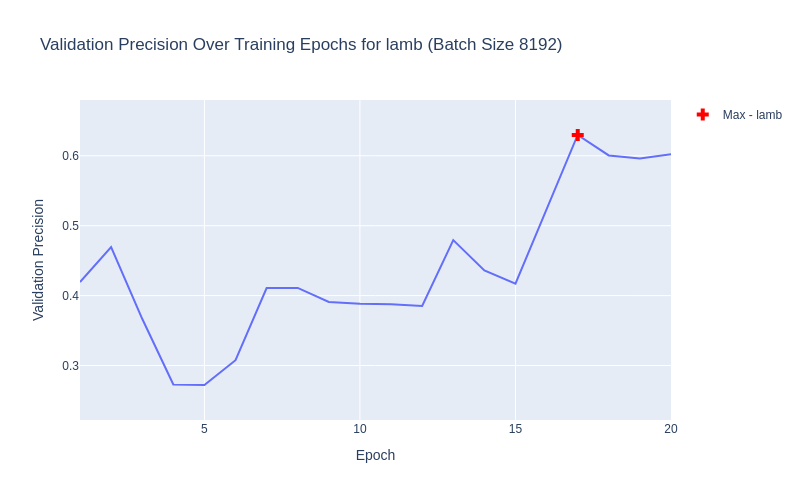 Validation Precision Over Training Epochs for lamb (Batch Size 8192)
Max - lamb
Validation Precision
0.6
0.5
0.4
0.3
5
10
15
20
Epoch